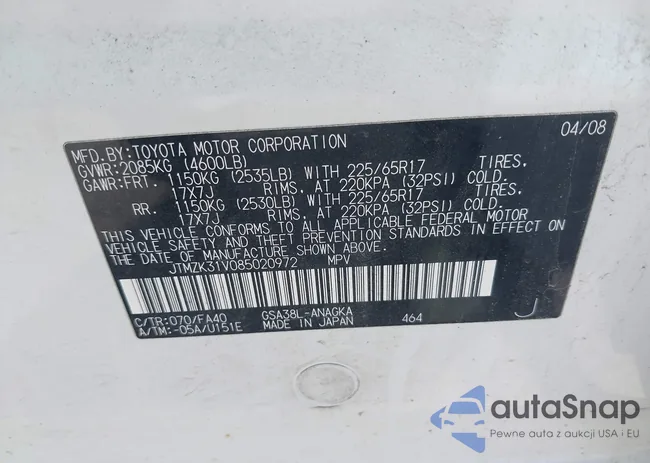 MFD.BY:TOYOTA MOTOR CORPORATION 04/08
GVWR:2085KG (4600LB)
GAWR:FRT. 1150KG (2535LB) WITH 225/65R17 TIRES,
17X7J RIMS, AT 220KPA (32PSI) COLD.
RR. 1150KG (2530LB) WITH 225/65R17 TIRES,
17X7J RIMS, AT 220KPA (32PSI) COLD.
THIS VEHICLE CONFORMS TO ALL APPLICABLE FEDERAL MOTOR
VEHICLE SAFETY AND THEFT PREVENTION STANDARDS IN EFFECT ON
THE DATE OF MANUFACTURE SHOWN ABOVE.
JTMZK31V085020972 MPV
C/TR:070/FA40 GSA38L-ANAGKA
A/TM:-05A/U151E MADE IN JAPAN 464 J
autoSnap
Pewne auta z aukcji USA i EU